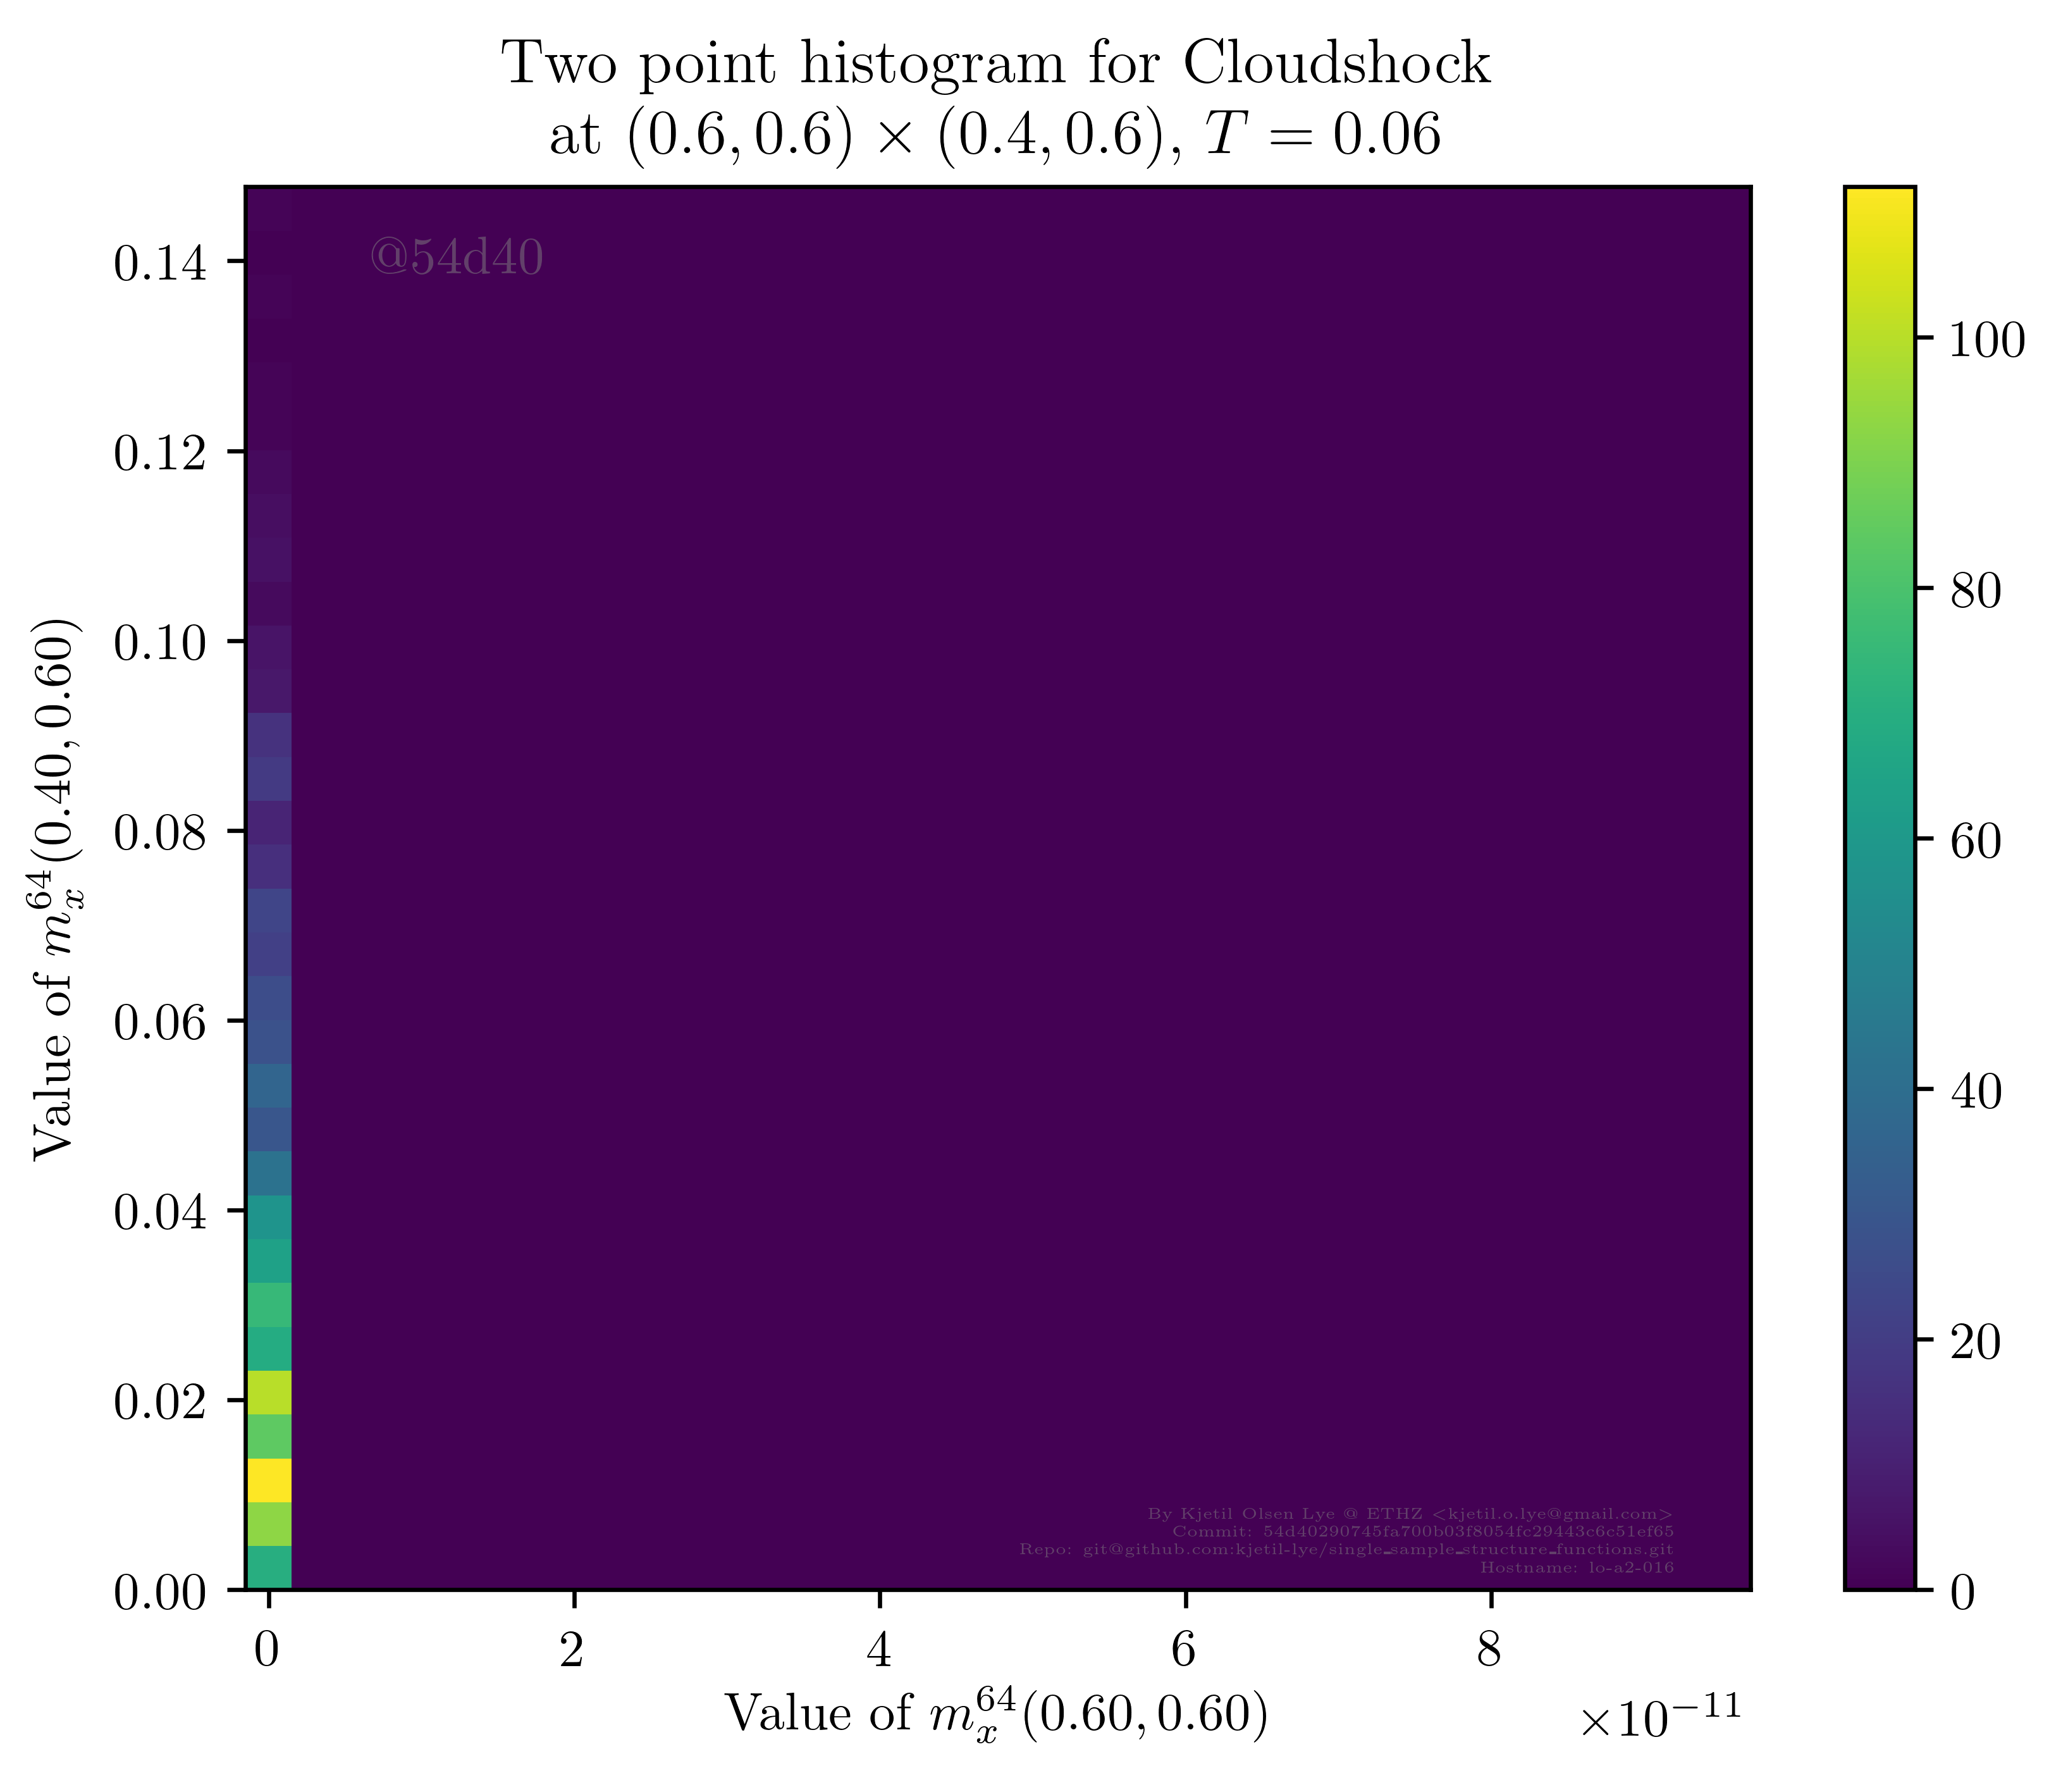 Two point histogram for Cloudshock
at (0.6, 0.6) × (0.4, 0.6), T = 0.06
@54d40
0.14
0.12
0.10
0.08
0.06
0.04
0.02
0.00
Value of m_x^{64}(0.40, 0.60)
100
80
60
40
20
0
By Kjetil Olsen Lye @ ETHZ <kjetil.o.lye@gmail.com>
Commit: 54d40290745fa700b03f8054fc29443c6c51ef65
Repo: git@github.com:kjetil-lye/single_sample_structure_functions.git
Hostname: lo-a2-016
0 2 4 6 8
Value of m_x^{64}(0.60, 0.60)
×10^{−11}